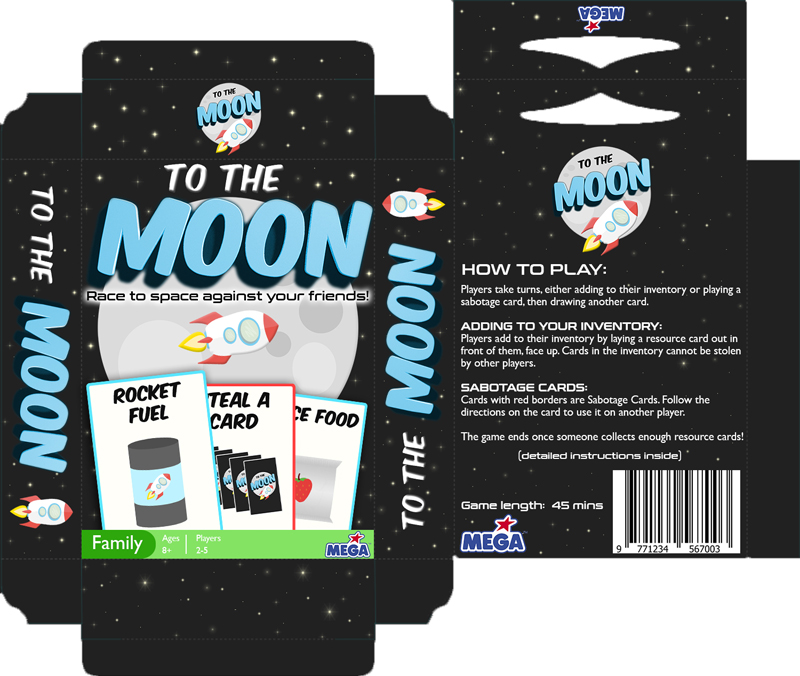 TO THE
MOON
TO THE
MOON
Race to space against your friends!
ROCKET
FUEL
TEAL A
CARD
CE FOOD
TO THE
MOON
Family
Ages
8+
Players
2-5
MEGA
TO THE
MOON
TO THE
MOON
MEGA
TO THE
MOON
HOW TO PLAY:
Players take turns, either adding to their inventory or playing a
sabotage card, then drawing another card.
ADDING TO YOUR INVENTORY:
Players add to their inventory by laying a resource card out in
front of them, face up. Cards in the inventory cannot be stolen
by other players.
SABOTAGE CARDS:
Cards with red borders are Sabotage Cards. Follow the
directions on the card to use it on another player.
The game ends once someone collects enough resource cards!
(detailed instructions inside)
Game length: 45 mins
MEGA
9 771234 567003